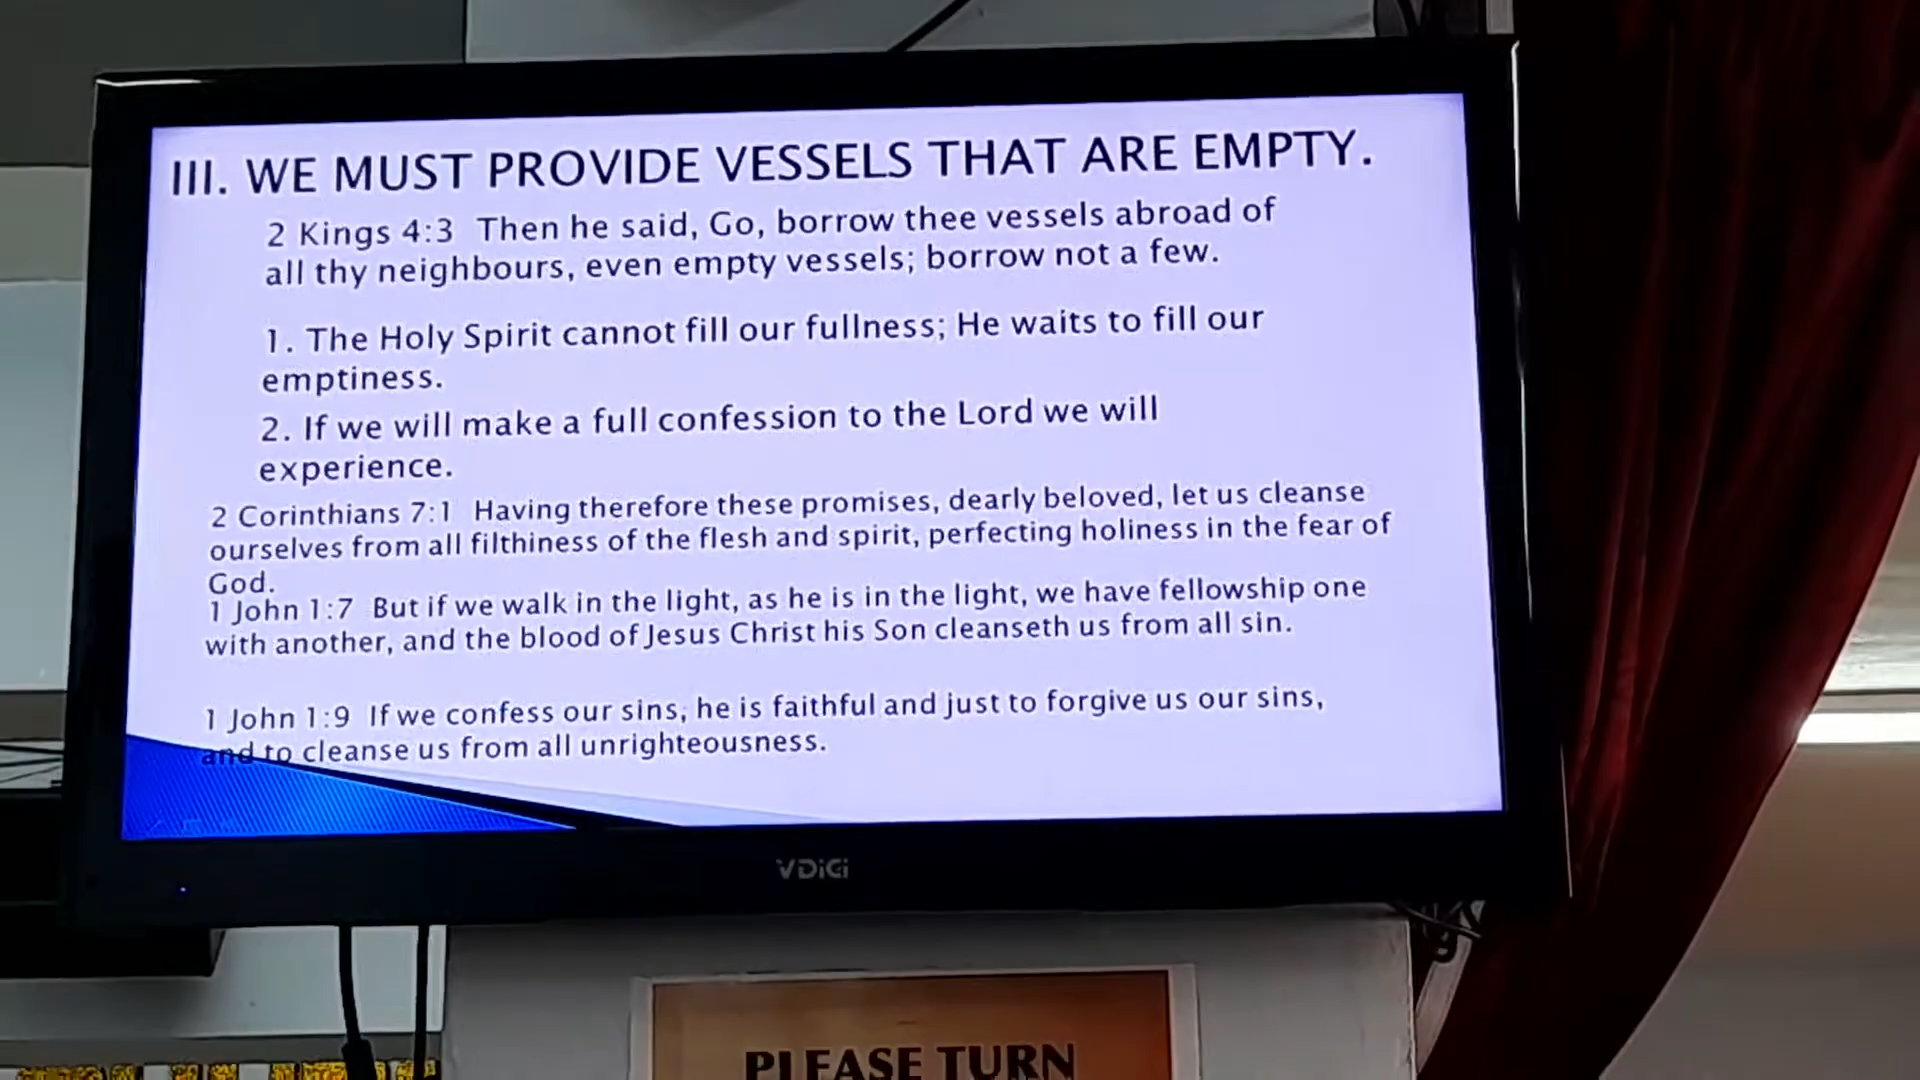 III. WE MUST PROVIDE VESSELS THAT ARE EMPTY.
2 Kings 4:3 Then he said, Go, borrow thee vessels abroad of
all thy neighbours, even empty vessels; borrow not a few.
1. The Holy Spirit cannot fill our fullness; He waits to fill our
emptiness.
2. If we will make a full confession to the Lord we will
experience.
2 Corinthians 7:1 Having therefore these promises, dearly beloved, let us cleanse
ourselves from all filthiness of the flesh and spirit, perfecting holiness in the fear of
God.
1 John 1:7 But if we walk in the light, as he is in the light, we have fellowship one
with another, and the blood of Jesus Christ his Son cleanseth us from all sin.
1 John 1:9 If we confess our sins, he is faithful and just to forgive us our sins,
and to cleanse us from all unrighteousness.
VDiGi
PLEASE TURN